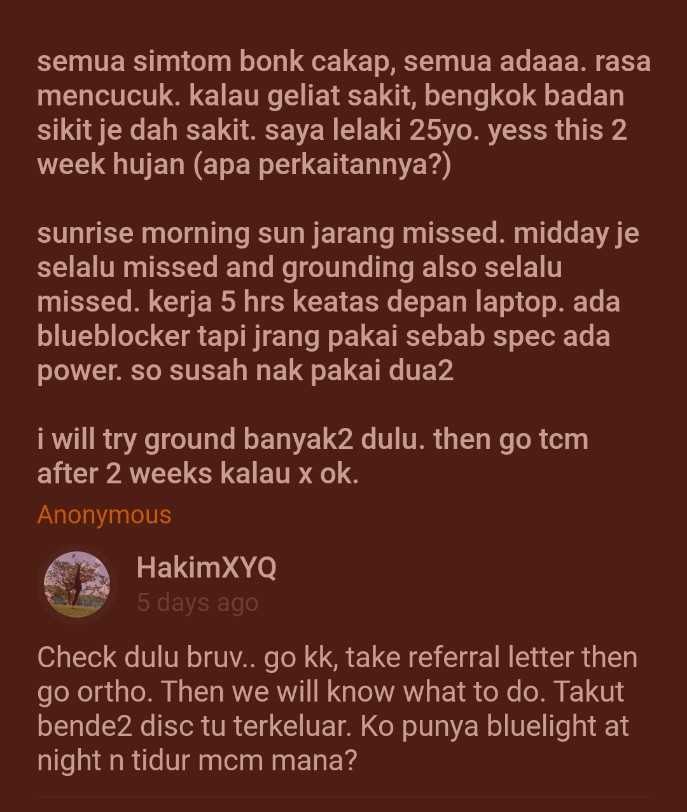 semua simtom bonk cakap, semua adaaa. rasa
mencucuk. kalau geliat sakit, bengkok badan
sikit je dah sakit. saya lelaki 25yo. yess this 2
week hujan (apa perkaitannya?)
sunrise morning sun jarang missed. midday je
selalu missed and grounding also selalu
missed. kerja 5 hrs keatas depan laptop. ada
blueblocker tapi jrang pakai sebab spec ada
power. so susah nak pakai dua2
i will try ground banyak2 dulu. then go tcm
after 2 weeks kalau x ok.
Anonymous
HakimXYQ
5 days ago
Check dulu bruv.. go kk, take referral letter then
go ortho. Then we will know what to do. Takut
bende2 disc tu terkeluar. Ko punya bluelight at
night n tidur mcm mana?